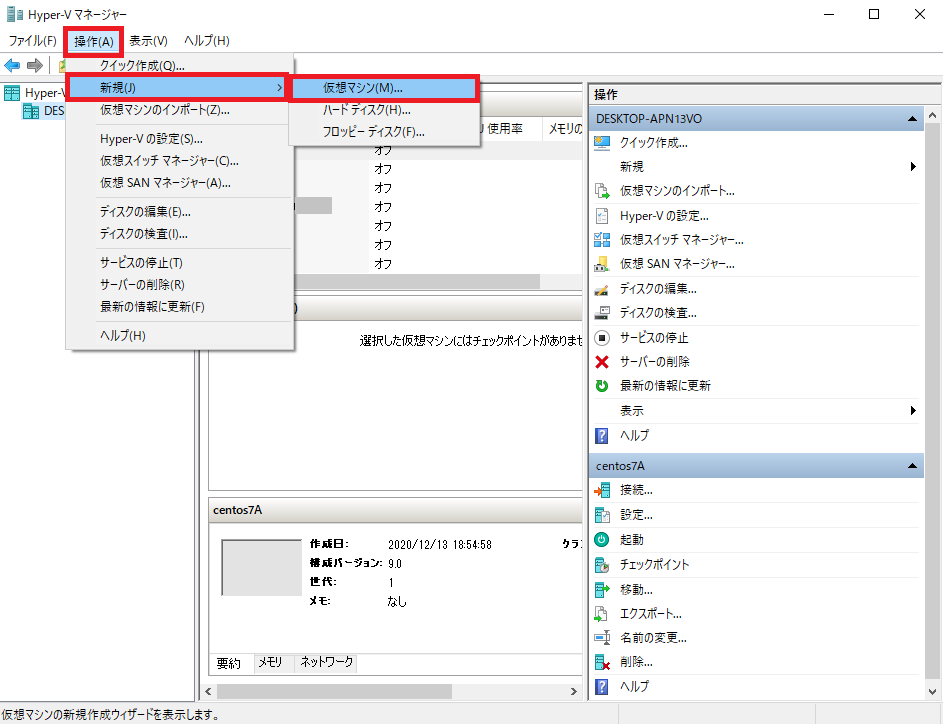 Hyper-V マネージャー
ファイル(F) 操作(A) 表示(V) ヘルプ(H)
クイック作成(Q)...
新規(J)
仮想マシンのインポート(Z)...
Hyper-V の設定(S)...
仮想スイッチ マネージャー(C)...
仮想 SAN マネージャー(A)...
ディスクの編集(E)...
ディスクの検査(I)...
サービスの停止(T)
サーバーの削除(R)
最新の情報に更新(F)
ヘルプ(H)
仮想マシン(M)...
ハード ディスク(H)...
フロッピー ディスク(F)...
Hyper-V
DES
使用率 メモリの
オフ
オフ
オフ
オフ
オフ
オフ
オフ
選択した仮想マシンにはチェックポイントがありませ
centos7A
作成日: 2020/12/13 18:54:58 クラ
構成バージョン: 9.0
世代: 1
メモ: なし
要約 メモリ ネットワーク
操作
DESKTOP-APN13VO
クイック作成...
新規
仮想マシンのインポート...
Hyper-V の設定...
仮想スイッチ マネージャー...
仮想 SAN マネージャー...
ディスクの編集...
ディスクの検査...
サービスの停止
サーバーの削除
最新の情報に更新
表示
ヘルプ
centos7A
接続...
設定...
起動
チェックポイント
移動...
エクスポート...
名前の変更...
削除...
ヘルプ
仮想マシンの新規作成ウィザードを表示します。